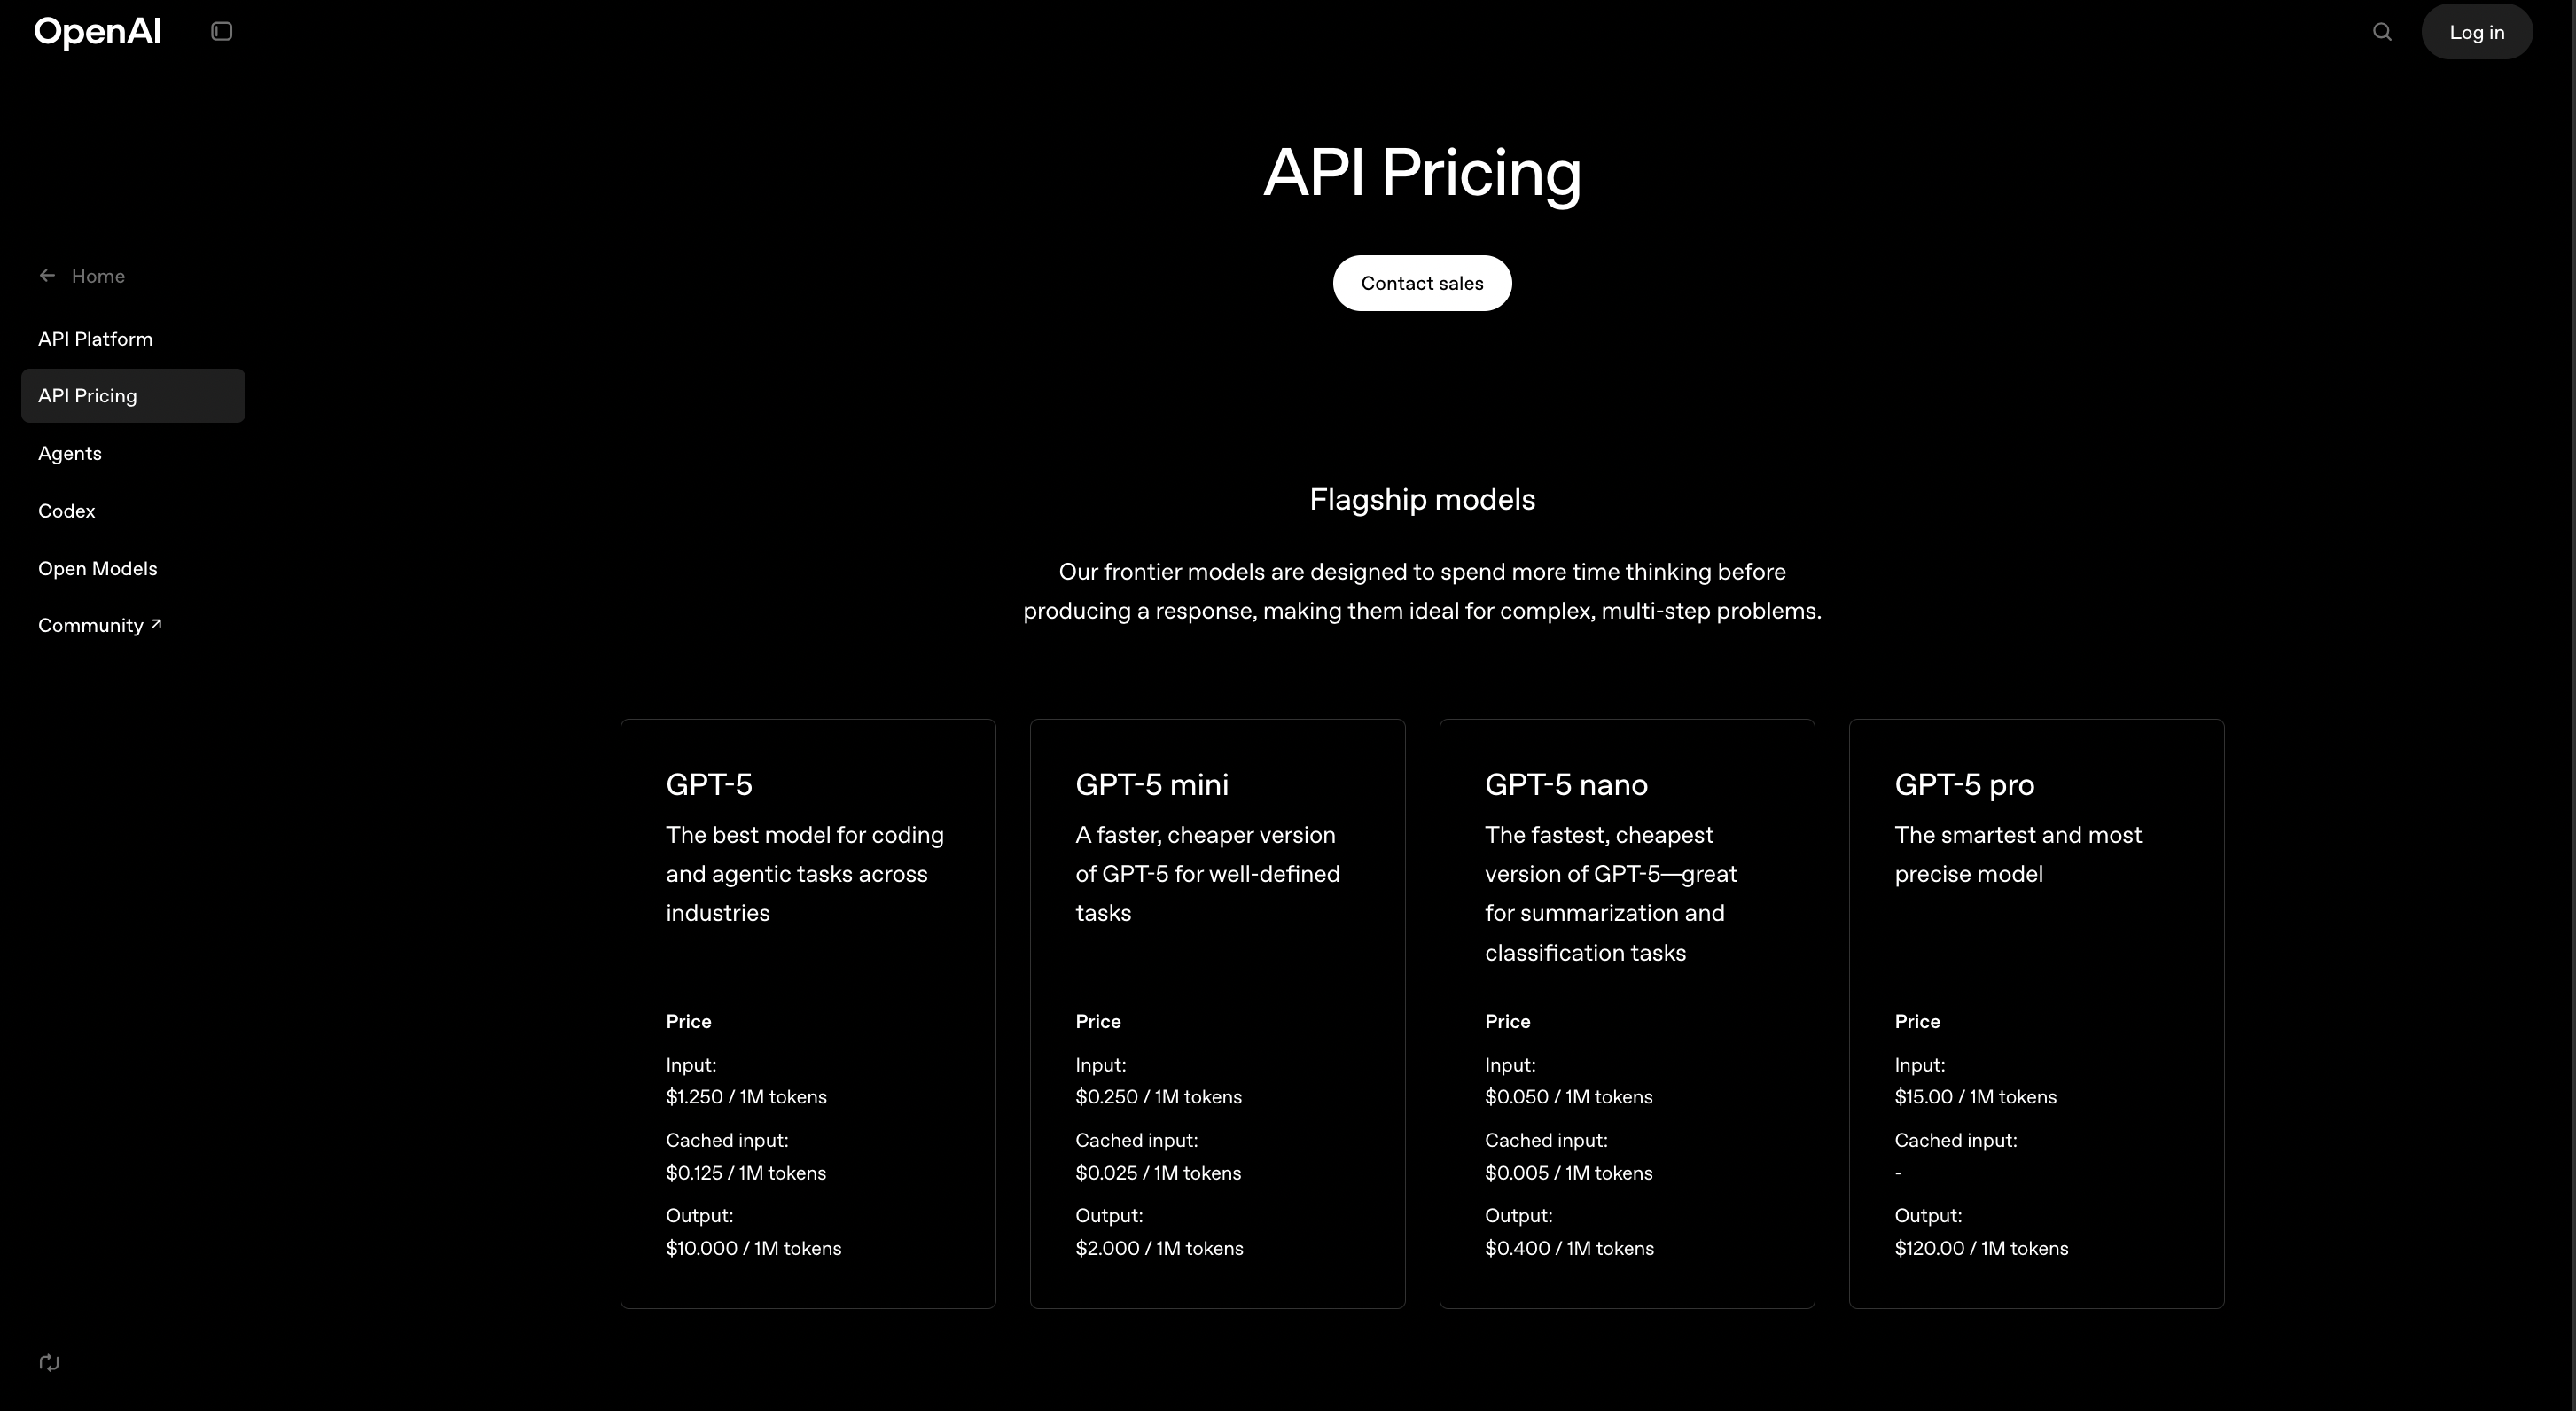 OpenAI
Log in
API Pricing
Contact sales
Home
API Platform
API Pricing
Agents
Codex
Open Models
Community ↗
Flagship models
Our frontier models are designed to spend more time thinking before
producing a response, making them ideal for complex, multi-step problems.
GPT-5
The best model for coding
and agentic tasks across
industries
Price
Input:
$1.250 / 1M tokens
Cached input:
$0.125 / 1M tokens
Output:
$10.000 / 1M tokens
GPT-5 mini
A faster, cheaper version
of GPT-5 for well-defined
tasks
Price
Input:
$0.250 / 1M tokens
Cached input:
$0.025 / 1M tokens
Output:
$2.000 / 1M tokens
GPT-5 nano
The fastest, cheapest
version of GPT-5—great
for summarization and
classification tasks
Price
Input:
$0.050 / 1M tokens
Cached input:
$0.005 / 1M tokens
Output:
$0.400 / 1M tokens
GPT-5 pro
The smartest and most
precise model
Price
Input:
$15.00 / 1M tokens
Cached input:
-
Output:
$120.00 / 1M tokens